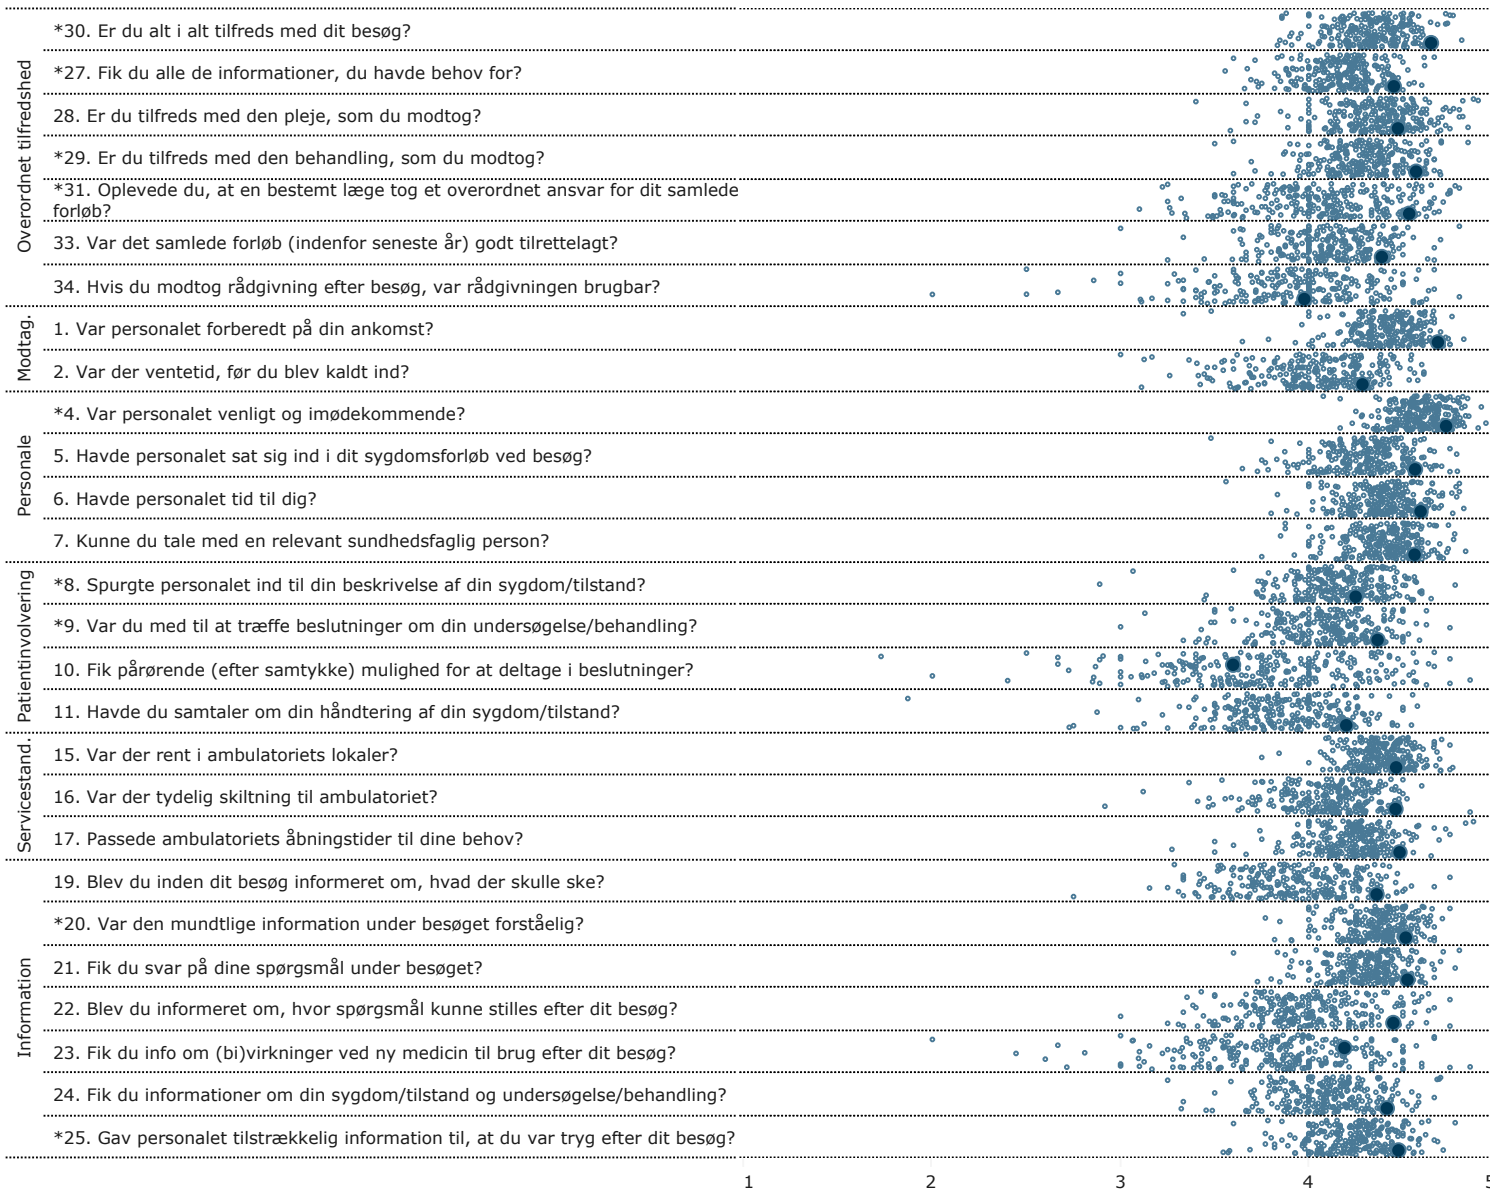 Overordnet tilfredshed
*30. Er du alt i alt tilfreds med dit besøg?
*27. Fik du alle de informationer, du havde behov for?
28. Er du tilfreds med den pleje, som du modtog?
*29. Er du tilfreds med den behandling, som du modtog?
*31. Oplevede du, at en bestemt læge tog et overordnet ansvar for dit samlede
forløb?
33. Var det samlede forløb (indenfor seneste år) godt tilrettelagt?
34. Hvis du modtog rådgivning efter besøg, var rådgivningen brugbar?
Modtag.
1. Var personalet forberedt på din ankomst?
2. Var der ventetid, før du blev kaldt ind?
Personale
*4. Var personalet venligt og imødekommende?
5. Havde personalet sat sig ind i dit sygdomsforløb ved besøg?
6. Havde personalet tid til dig?
7. Kunne du tale med en relevant sundhedsfaglig person?
Patientinvolvering
*8. Spurgte personalet ind til din beskrivelse af din sygdom/tilstand?
*9. Var du med til at træffe beslutninger om din undersøgelse/behandling?
10. Fik pårørende (efter samtykke) mulighed for at deltage i beslutninger?
11. Havde du samtaler om din håndtering af din sygdom/tilstand?
Servicestand.
15. Var der rent i ambulatoriets lokaler?
16. Var der tydelig skiltning til ambulatoriet?
17. Passede ambulatoriets åbningstider til dine behov?
Information
19. Blev du inden dit besøg informeret om, hvad der skulle ske?
*20. Var den mundtlige information under besøget forståelig?
21. Fik du svar på dine spørgsmål under besøget?
22. Blev du informeret om, hvor spørgsmål kunne stilles efter dit besøg?
23. Fik du info om (bi)virkninger ved ny medicin til brug efter dit besøg?
24. Fik du informationer om din sygdom/tilstand og undersøgelse/behandling?
*25. Gav personalet tilstrækkelig information til, at du var tryg efter dit besøg?
1 2 3 4 5